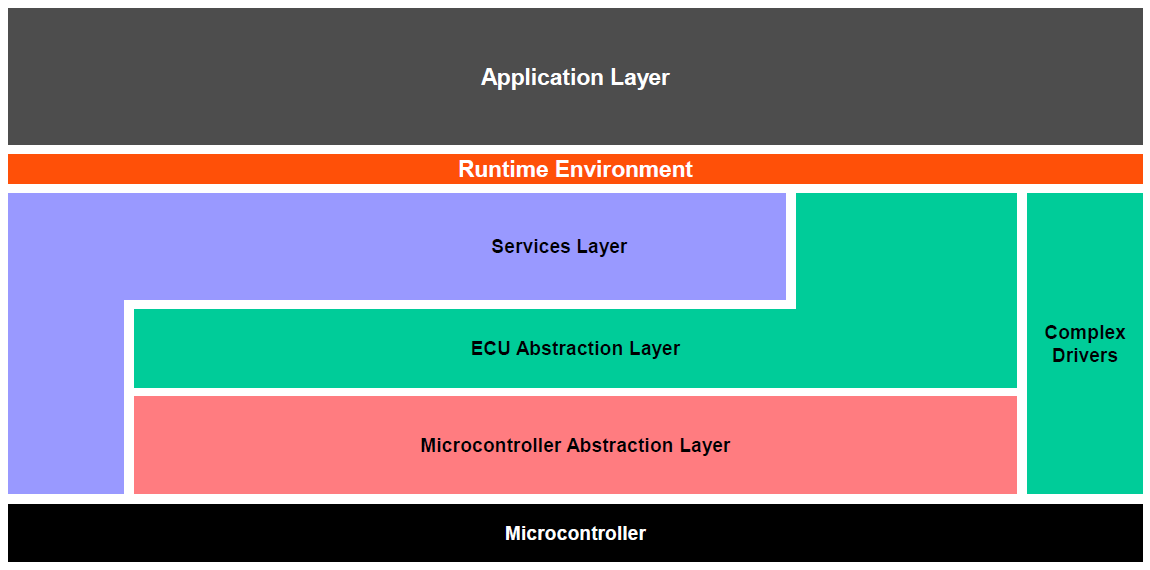 Application Layer
Runtime Environment
Services Layer
ECU Abstraction Layer
Complex
Drivers
Microcontroller Abstraction Layer
Microcontroller